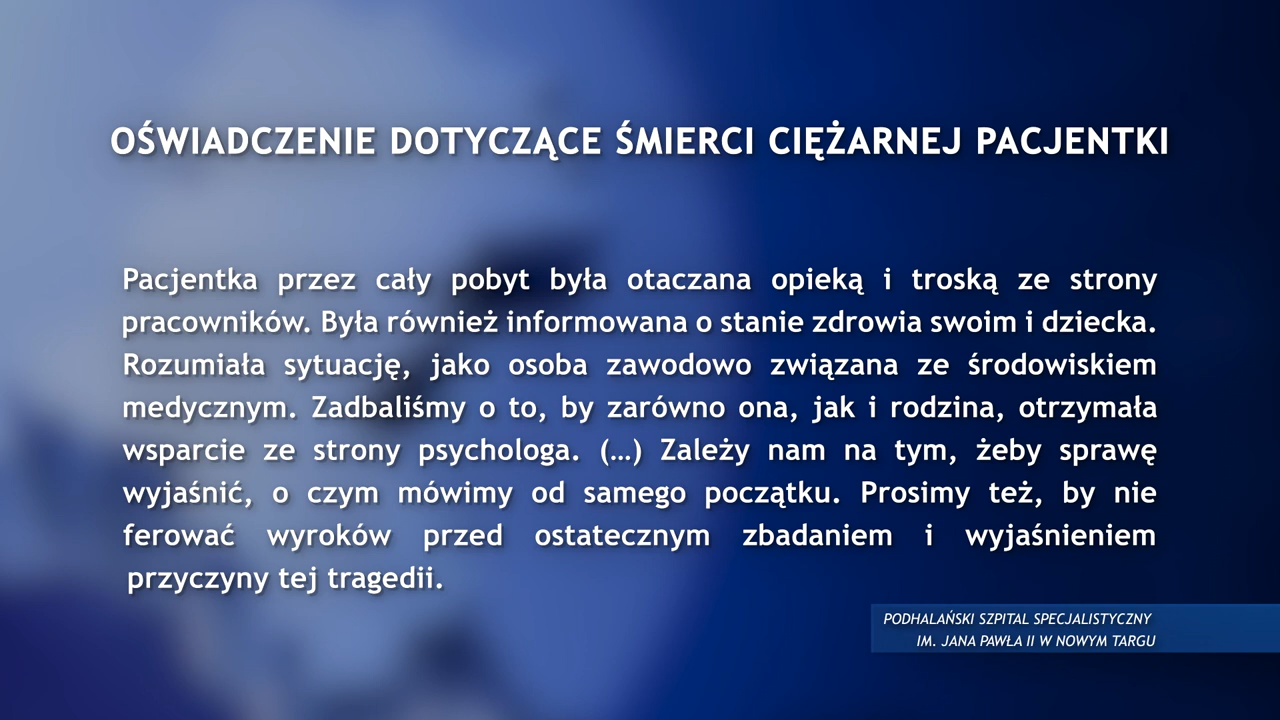 OŚWIADCZENIE DOTYCZĄCE ŚMIERCI CIĘŻARNEJ PACJENTKI
Pacjentka przez cały pobyt była otaczana opieką i troską ze strony
pracowników. Była również informowana o stanie zdrowia swoim i dziecka.
Rozumiała sytuację, jako osoba zawodowo związana ze środowiskiem
medycznym. Zadbaliśmy o to, by zarówno ona, jak i rodzina, otrzymała
wsparcie ze strony psychologa. (…) Zależy nam na tym, żeby sprawę
wyjaśnić, o czym mówimy od samego początku. Prosimy też, by nie
ferować wyroków przed ostatecznym zbadaniem i wyjaśnieniem
przyczyny tej tragedii.
PODHALAŃSKI SZPITAL SPECJALISTYCZNY
IM. JANA PAWŁA II W NOWYM TARGU